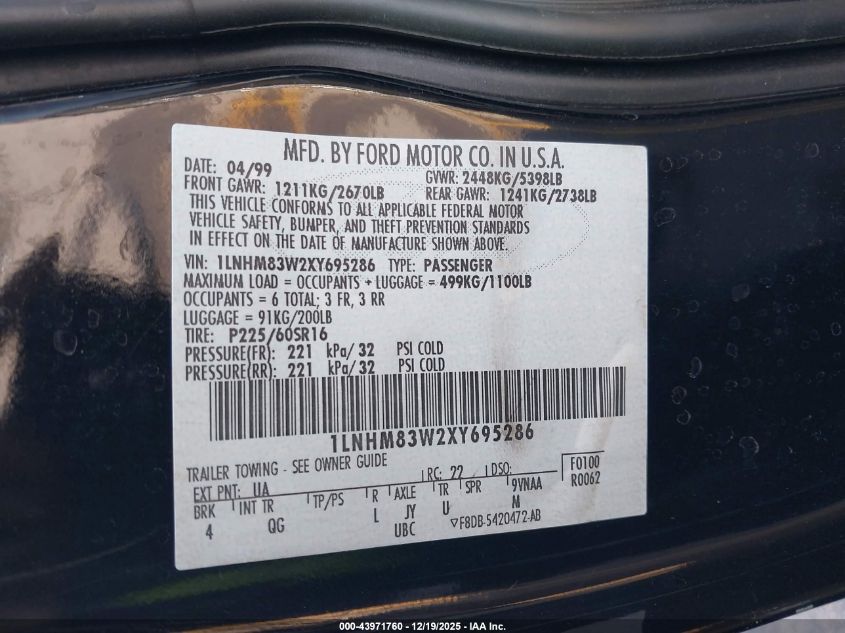 MFD. BY FORD MOTOR CO. IN U.S.A.
DATE: 04/99 GVWR: 2448KG/5398LB
FRONT GAWR: 1211KG/2670LB REAR GAWR: 1241KG/2738LB
THIS VEHICLE CONFORMS TO ALL APPLICABLE FEDERAL MOTOR
VEHICLE SAFETY, BUMPER, AND THEFT PREVENTION STANDARDS
IN EFFECT ON THE DATE OF MANUFACTURE SHOWN ABOVE.
VIN: 1LNHM83W2XY695286 TYPE: PASSENGER
MAXIMUM LOAD = OCCUPANTS + LUGGAGE = 499KG/1100LB
OCCUPANTS = 6 TOTAL; 3 FR, 3 RR
LUGGAGE = 91KG/200LB
TIRE: P225/60SR16
PRESSURE(FR): 221 kPa/ 32 PSI COLD
PRESSURE(RR): 221 kPa/ 32 PSI COLD
1LNHM83W2XY695286
TRAILER TOWING - SEE OWNER GUIDE
EXT PNT: UA RC: 22 DSO: F0100
R0062
BRK INT TR TP/PS R AXLE TR SPR 9VNAA
4 QG L JY U M
UBC F8DB-5420472-AB
000-43971760 - 12/19/2025 - IAA, Inc.